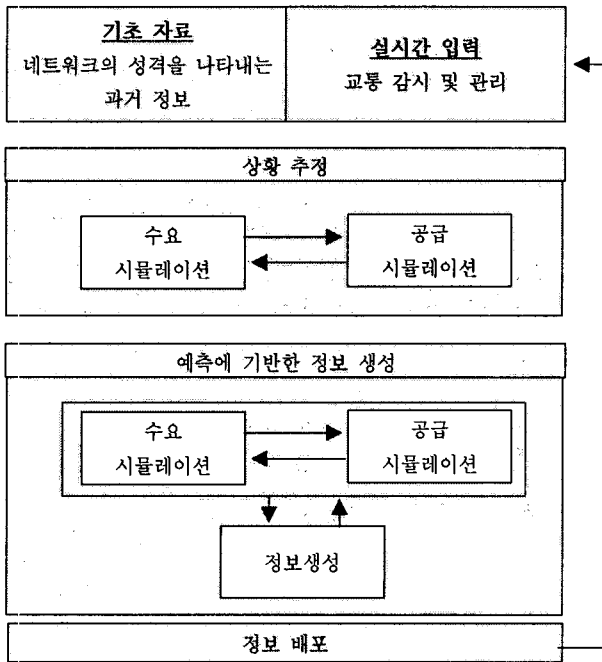 기초 자료
네트워크의 성격을 나타내는
과거 정보
실시간 입력
교통 감시 및 관리
상황 추정
수요
시뮬레이션
공급
시뮬레이션
예측에 기반한 정보 생성
수요
시뮬레이션
공급
시뮬레이션
정보생성
정보 배포